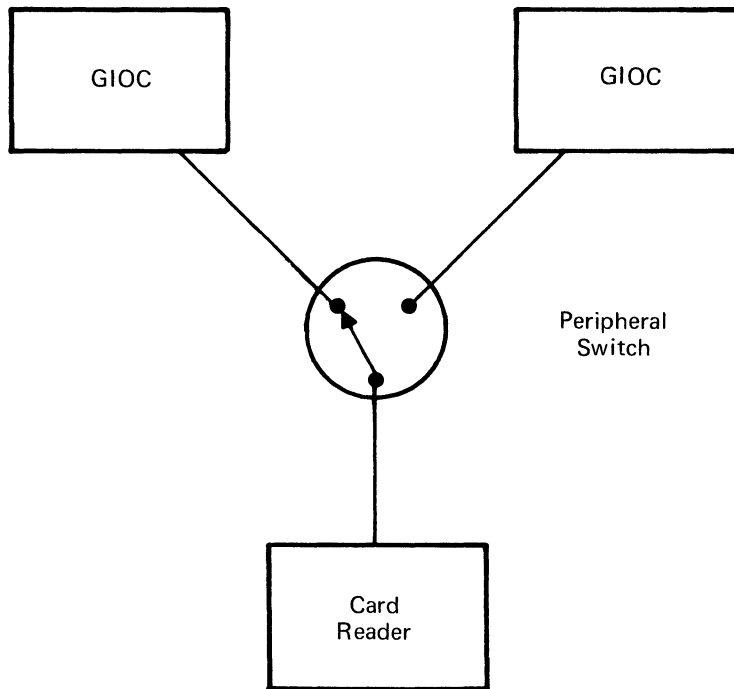 GIOC
GIOC
Peripheral
Switch
Card
Reader